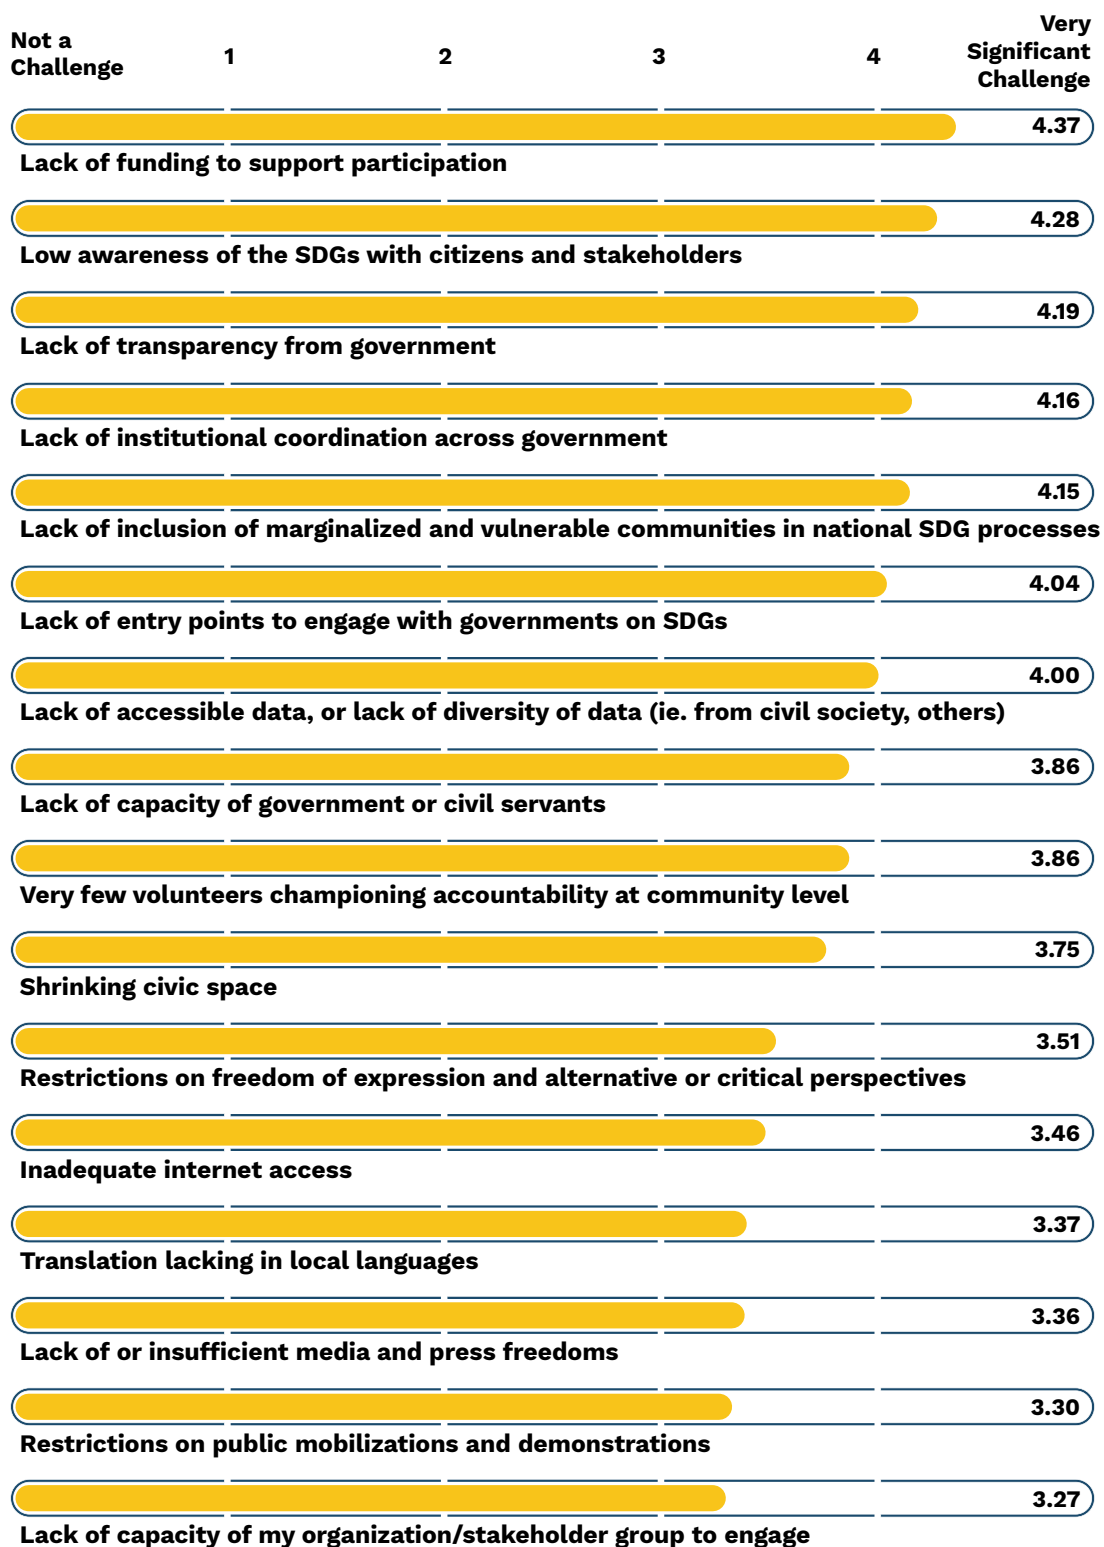 Not a
Challenge
1
2
3
4
Very
Significant
Challenge
4.37
Lack of funding to support participation
4.28
Low awareness of the SDGs with citizens and stakeholders
4.19
Lack of transparency from government
4.16
Lack of institutional coordination across government
4.15
Lack of inclusion of marginalized and vulnerable communities in national SDG processes
4.04
Lack of entry points to engage with governments on SDGs
4.00
Lack of accessible data, or lack of diversity of data (ie. from civil society, others)
3.86
Lack of capacity of government or civil servants
3.86
Very few volunteers championing accountability at community level
3.75
Shrinking civic space
3.51
Restrictions on freedom of expression and alternative or critical perspectives
3.46
Inadequate internet access
3.37
Translation lacking in local languages
3.36
Lack of or insufficient media and press freedoms
3.30
Restrictions on public mobilizations and demonstrations
3.27
Lack of capacity of my organization/stakeholder group to engage